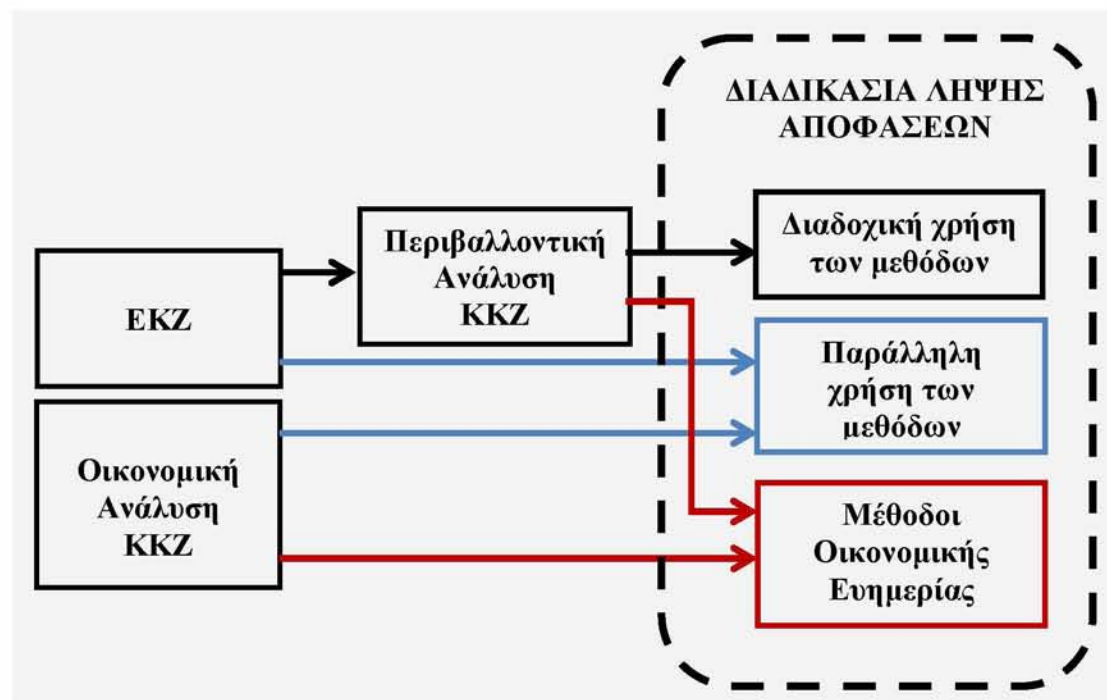 ΔΙΑΔΙΚΑΣΙΑ ΛΗΨΗΣ
ΑΠΟΦΑΣΕΩΝ
ΕΚΖ
Περιβαλλοντική
Ανάλυση
ΚΚΖ
Διαδοχική χρήση
των μεθόδων
Παράλληλη
χρήση των
μεθόδων
Οικονομική
Ανάλυση
ΚΚΖ
Μέθοδοι
Οικονομικής
Ευημερίας